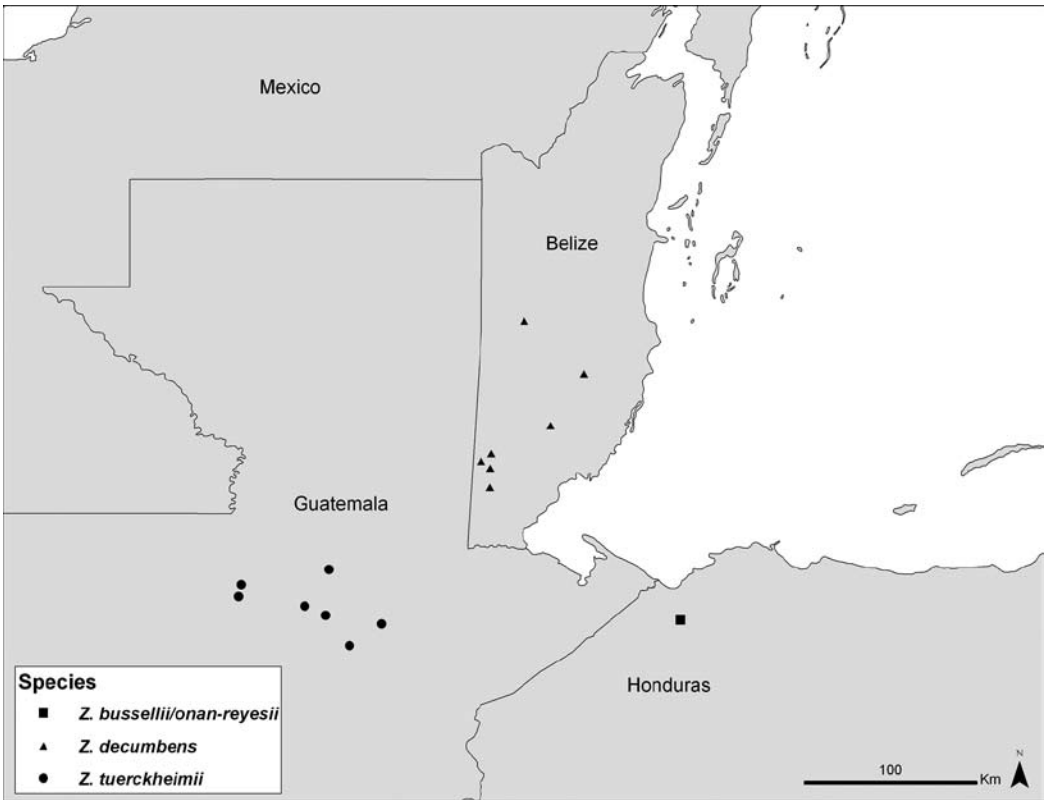 Mexico
Belize
Guatemala
Honduras
Species
Z. bussellii/onan-reyesii
Z. decumbens
Z. tuerckheimii
100
Km
N